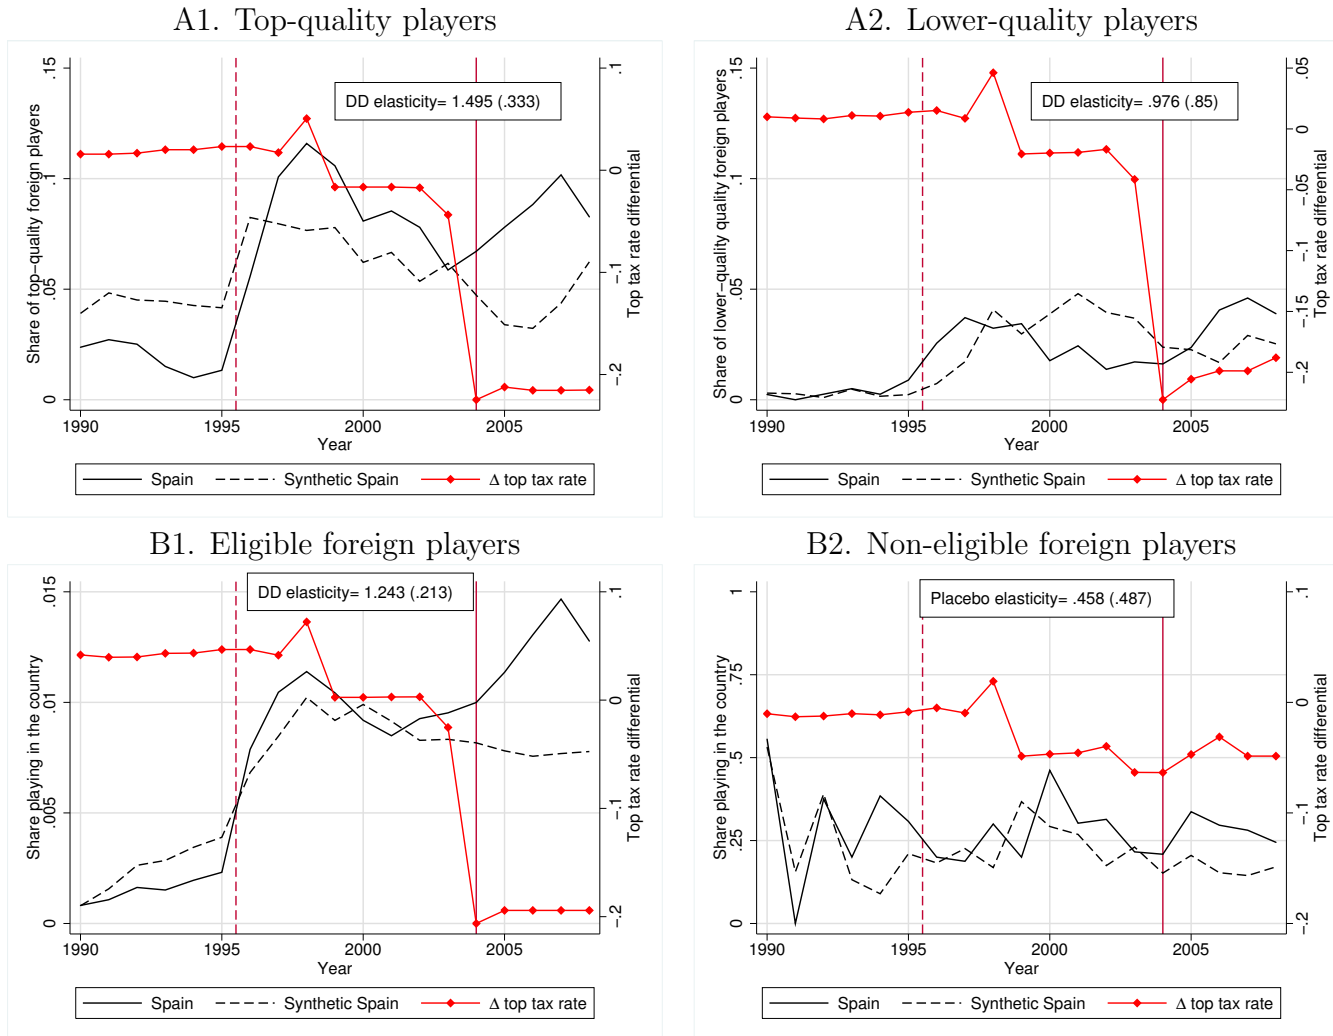 A1. Top-quality players
DD elasticity= 1.495 (.333)
Share of top−quality foreign players
0 .05 .1 .15
Top tax rate differential
−.2 −.1 0 .1
1990 1995 2000 2005
Year
Spain Synthetic Spain Δ top tax rate
A2. Lower-quality players
DD elasticity= .976 (.85)
Share of lower−quality quality foreign players
0 .05 .1 .15
Top tax rate differential
−.2 −.15 −.1 −.05 0 .05
1990 1995 2000 2005
Year
Spain Synthetic Spain Δ top tax rate
B1. Eligible foreign players
DD elasticity= 1.243 (.213)
Share playing in the country
0 .005 .01 .015
Top tax rate differential
−.2 −.1 0 .1
1990 1995 2000 2005
Year
Spain Synthetic Spain Δ top tax rate
B2. Non-eligible foreign players
Placebo elasticity= .458 (.487)
Share playing in the country
0 .25 .5 .75 1
Top tax rate differential
−.2 −.1 0 .1
1990 1995 2000 2005
Year
Spain Synthetic Spain Δ top tax rate